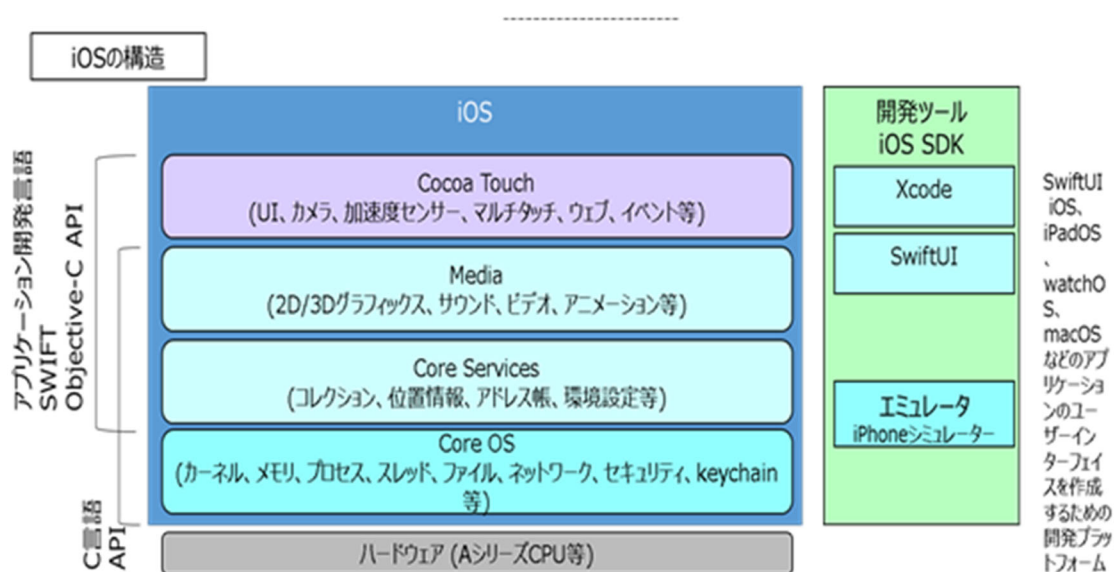 iOSの構造
iOS
Cocoa Touch
(UI、カメラ、加速度センサー、マルチタッチ、ウェブ、イベント等)
Media
(2D/3Dグラフィックス、サウンド、ビデオ、アニメーション等)
Core Services
(コレクション、位置情報、アドレス帳、環境設定等)
Core OS
(カーネル、メモリ、プロセス、スレッド、ファイル、ネットワーク、セキュリティ、keychain
等)
ハードウェア (AシリーズCPU等)
アプリケーション開発言語
SWIFT
Objective-C API
C言語
API
開発ツール
iOS SDK
Xcode
SwiftUI
エミュレータ
iPhoneシミュレーター
SwiftUI
iOS、
iPadOS
、
watchO
S、
macOS
などのアプ
リケーショ
ンのユー
ザーイン
ターフェイ
スを作成
するための
開発プラッ
トフォーム